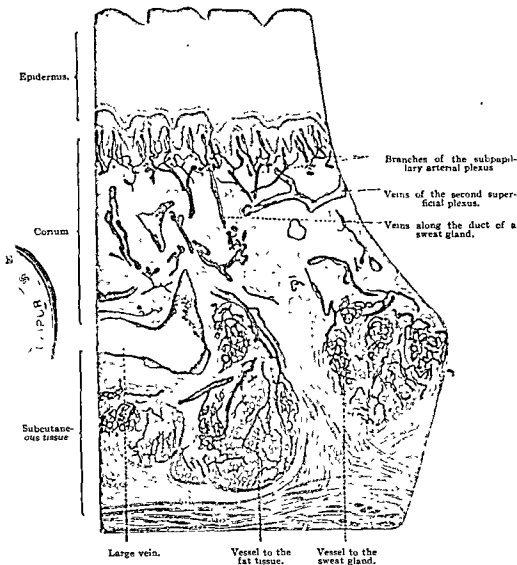 Epidermis.
Branches of the subpapil-
lary arterial plexus
Veins of the second super-
ficial plexus.
Veins along the duct of a
sweat gland.
Corium
Subcutane-
ous tissue
Large vein.
Vessel to the
fat tissue.
Vessel to the
sweat gland.